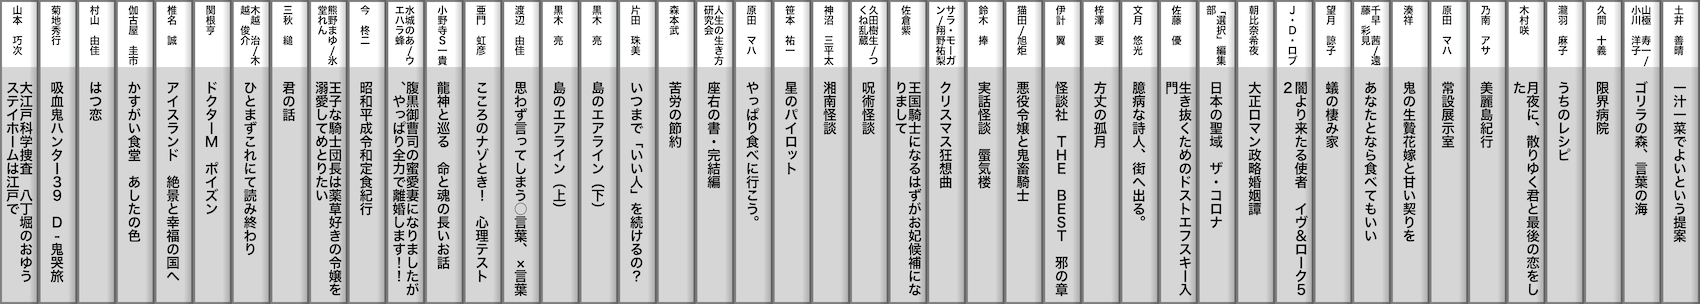 土井　善晴
一汁一菜でよいという提案
山極　寿一/
小川　洋子
ゴリラの森、言葉の海
久間　十義
限界病院
瀧羽　麻子
うちのレシピ
木村咲
月夜に、散りゆく君と最後の恋をし
た
乃南　アサ
美麗島紀行
原田　マハ
常設展示室
湊祥
鬼の生贄花嫁と甘い契りを
千早　茜/遠
藤　彩見
あなたとなら食べてもいい
望月　諒子
蟻の棲み家
Ｊ・Ｄ・ロブ
闇より来たる使者　イヴ＆ローク５
２
朝比奈希夜
大正ロマン政略婚姻譚
「選択」編集
部
日本の聖域　ザ・コロナ
佐藤　優
生き抜くためのドストエフスキー入
門
文月　悠光
臆病な詩人、街へ出る。
梓澤　要
方丈の孤月
伊計　翼
怪談社　ＴＨＥ　ＢＥＳＴ　邪の章
猫田/旭炬
悪役令嬢と鬼畜騎士
鈴木　捧
実話怪談　蜃気楼
サラ・モーガ
ン/翔野祐梨
クリスマス狂想曲
佐倉紫
王国騎士になるはずがお妃候補にな
りまして
久田樹生/つ
くね乱蔵
呪術怪談
神沼　三平太
湘南怪談
笹本　祐一
星のパイロット
原田　マハ
やっぱり食べに行こう。
人生の生き方
研究会
座右の書・完結編
森本武
苦労の節約
片田　珠美
いつまで「いい人」を続けるの？
黒木　亮
島のエアライン（下）
黒木　亮
島のエアライン（上）
渡辺　由佳
思わず言ってしまう○言葉、×言葉
亜門　虹彦
こころのナゾとき！　心理テスト
小野寺Ｓ一貴
龍神と巡る　命と魂の長いお話
水城のあ/ウ
エハラ蜂
腹黒御曹司の蜜愛妻になりましたが
、やっぱり全力で離婚します！！
今　柊二
昭和平成令和定食紀行
熊野まゆ/氷
堂れん
王子な騎士団長は薬草好きの令嬢を
溺愛してめとりたい
三秋　縋
君の話
木越　治/木
越　俊介
ひとまずこれにて読み終わり
関根亨
ドクターＭ　ポイズン
椎名　誠
アイスランド　絶景と幸福の国へ
伽古屋　圭市
かすがい食堂　あしたの色
村山　由佳
はつ恋
菊地秀行
吸血鬼ハンター３９　Ｄ-鬼哭旅
山本　巧次
大江戸科学捜査　八丁堀のおゆう
ステイホームは江戸で